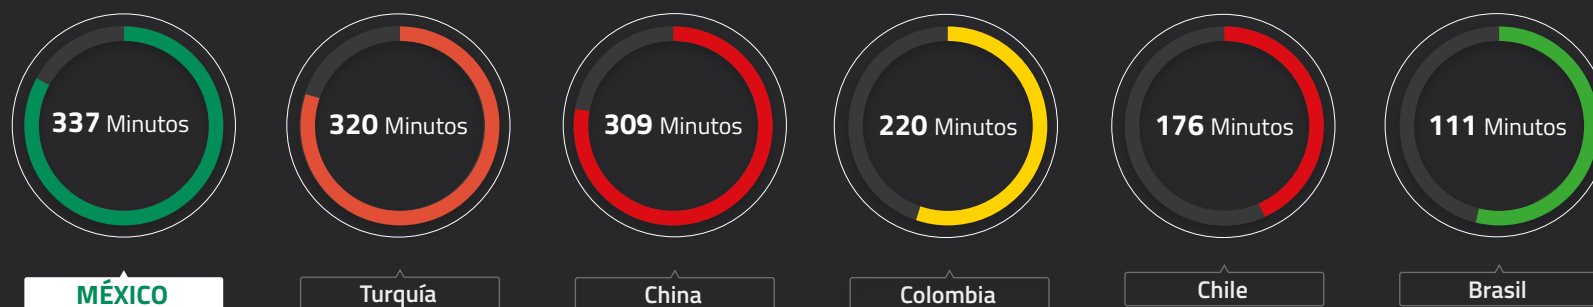 337 Minutos
320 Minutos
309 Minutos
220 Minutos
176 Minutos
111 Minutos
MÉXICO
Turquía
China
Colombia
Chile
Brasil